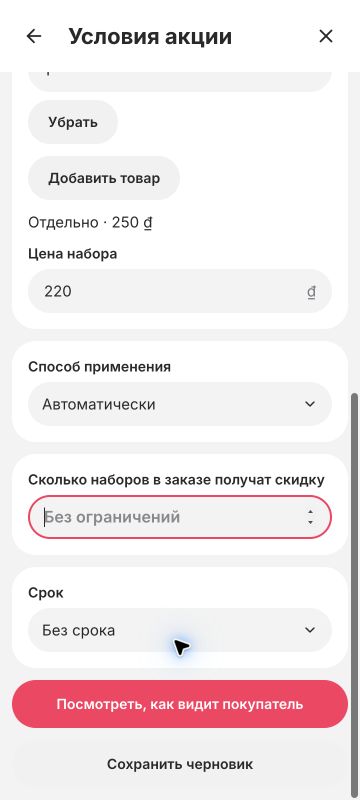 Условия акции
Убрать
Добавить товар
Отдельно · 250 ₫
Цена набора
220 ₫
Способ применения
Автоматически
Сколько наборов в заказе получат скидку
Без ограничений
Срок
Без срока
Посмотреть, как видит покупатель
Сохранить черновик